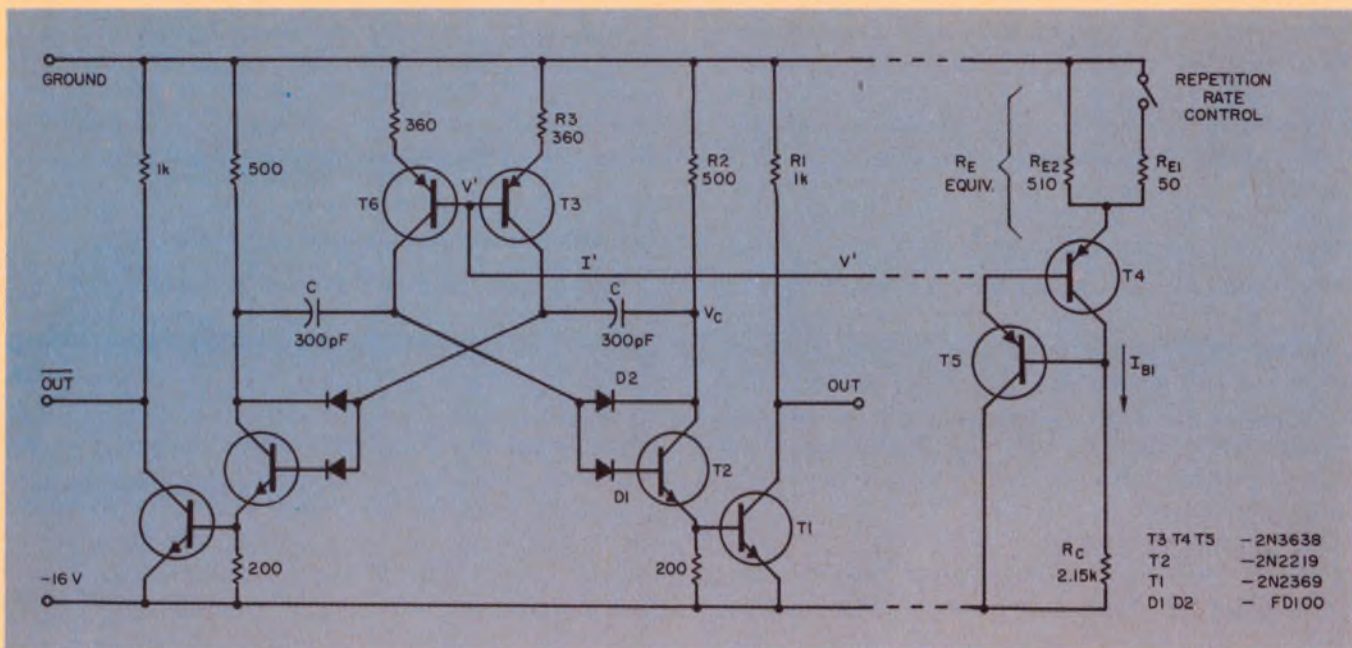 GROUND
1k
500
360
R3
360
R2
500
R1
1k
REPETITION
RATE
CONTROL
RE
EQUIV.
RE2
510
RE1
50
T6
V'
T3
I'
V'
T4
C
300pF
C
300pF
VC
T5
IB1
OUT
D2
OUT
D1
T2
T1
RC
2.15k
-16 V
200
200
T3 T4 T5 -2N3638
T2 -2N2219
T1 -2N2369
D1 D2 - FD100